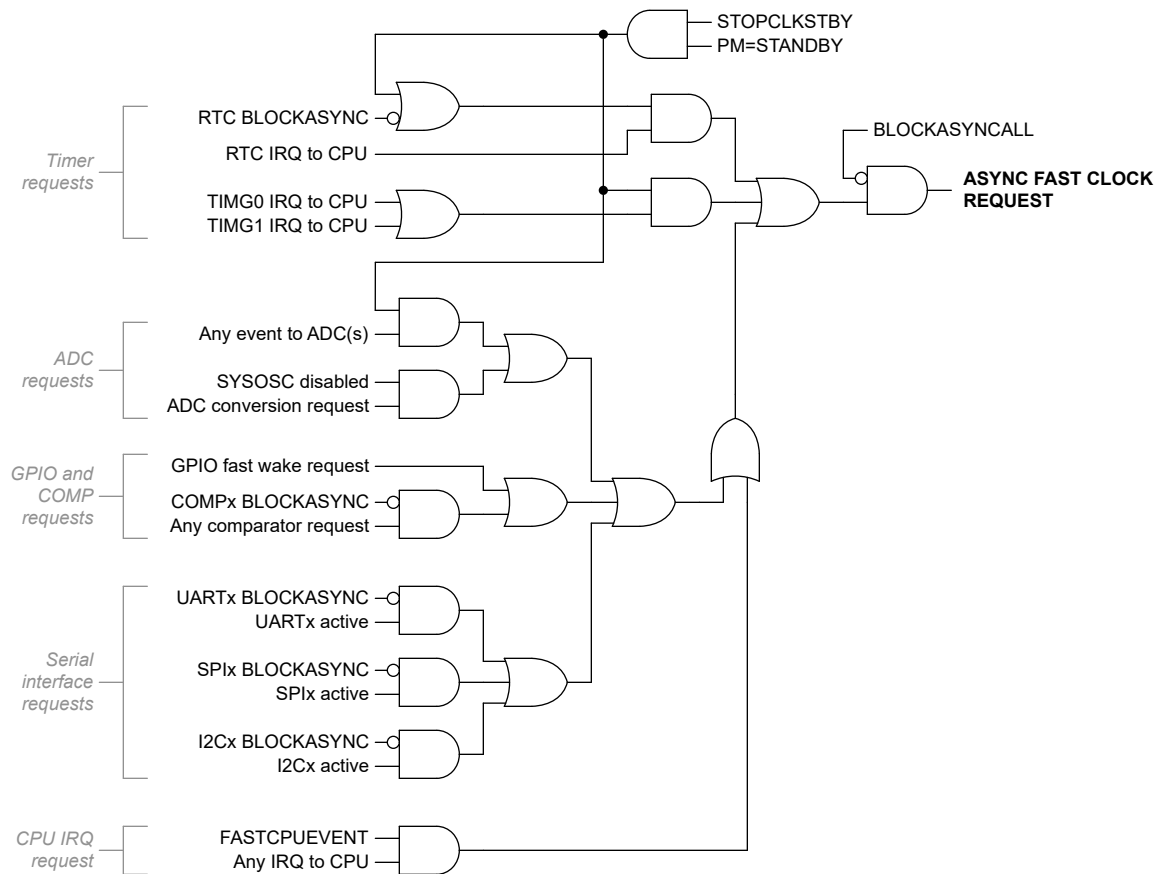 STOPCLKSTBY
PM=STANDBY
RTC BLOCKASYNC
RTC IRQ to CPU
Timer
requests
TIMG0 IRQ to CPU
TIMG1 IRQ to CPU
BLOCKASYNCALL
ASYNC FAST CLOCK
REQUEST
Any event to ADC(s)
ADC
requests
SYSOSC disabled
ADC conversion request
GPIO fast wake request
GPIO and
COMP
requests
COMPx BLOCKASYNC
Any comparator request
UARTx BLOCKASYNC
UARTx active
Serial
interface
requests
SPIx BLOCKASYNC
SPIx active
I2Cx BLOCKASYNC
I2Cx active
CPU IRQ
request
FASTCPUEVENT
Any IRQ to CPU